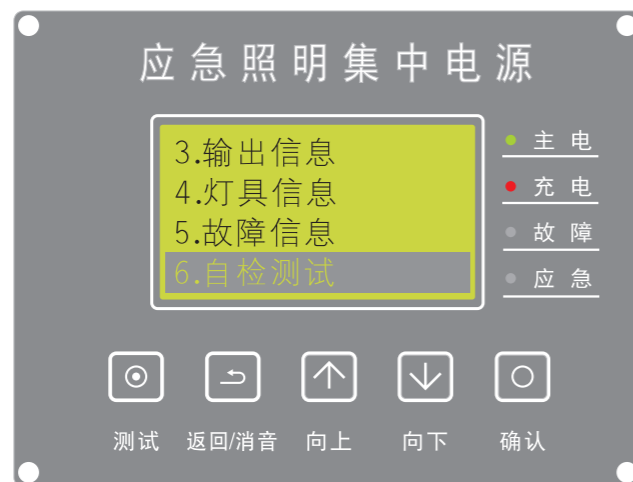 应急照明集中电源
3.输出信息
4.灯具信息
5.故障信息
6.自检测试
主电
充电
故障
应急
测试 返回/消音 向上 向下 确认